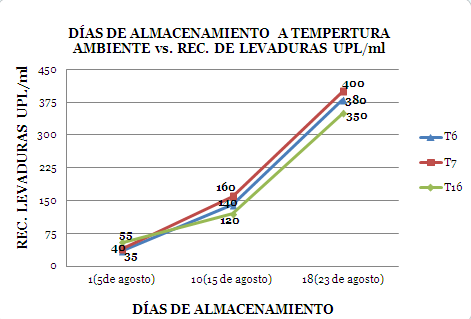 DÍAS DE ALMACENAMIENTO A TEMPERTURA
AMBIENTE vs. REC. DE LEVADURAS UPL/ml
REC. LEVADURAS UPL/ml
450
375
300
225
150
75
0
55
40
35
160
140
120
400
380
350
T6
T7
T16
1(5de agosto)
10(15 de agosto)
18(23 de agosto)
DÍAS DE ALMACENAMIENTO